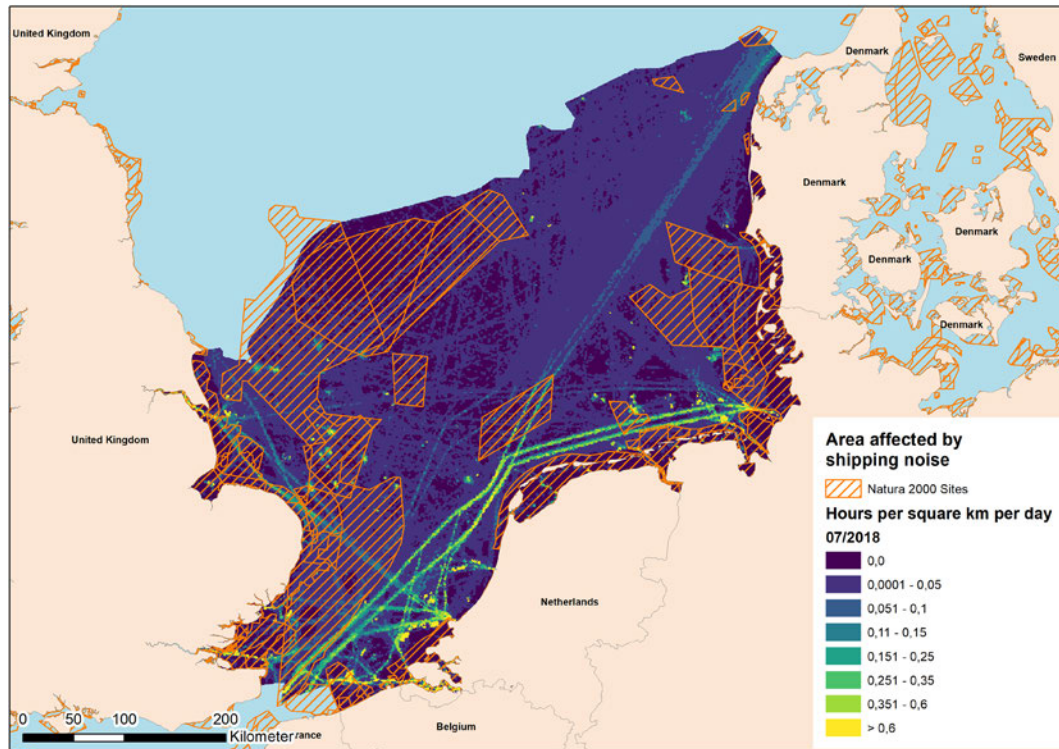 United Kingdom
Denmark
Sweden
Denmark
Denmark
Denmark
Denmark
United Kingdom
Netherlands
Belgium
rance
Area affected by
shipping noise
Natura 2000 Sites
Hours per square km per day
07/2018
0,0
0,0001 - 0,05
0,051 - 0,1
0,11 - 0,15
0,151 - 0,25
0,251 - 0,35
0,351 - 0,6
> 0,6
0 50 100 200
Kilometer